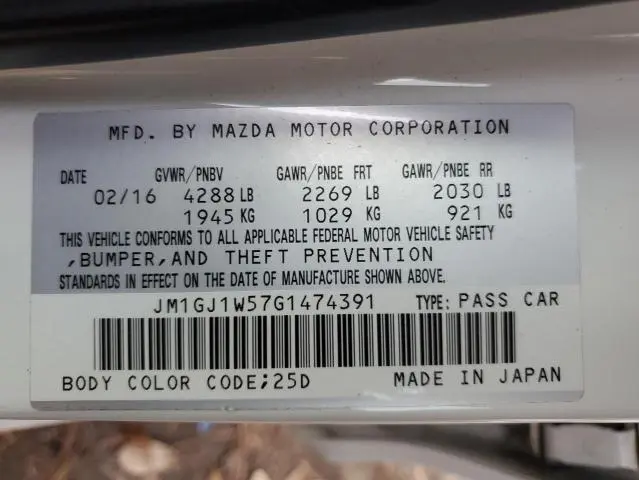 MFD. BY MAZDA MOTOR CORPORATION
DATE GVWR/PNBV GAWR/PNBE FRT GAWR/PNBE RR
02/16 4288 LB 2269 LB 2030 LB
1945 KG 1029 KG 921 KG
THIS VEHICLE CONFORMS TO ALL APPLICABLE FEDERAL MOTOR VEHICLE SAFETY
,BUMPER,AND THEFT PREVENTION
STANDARDS IN EFFECT ON THE DATE OF MANUFACTURE SHOWN ABOVE.
JM1GJ1W57G1474391 TYPE: PASS CAR
BODY COLOR CODE;25D MADE IN JAPAN